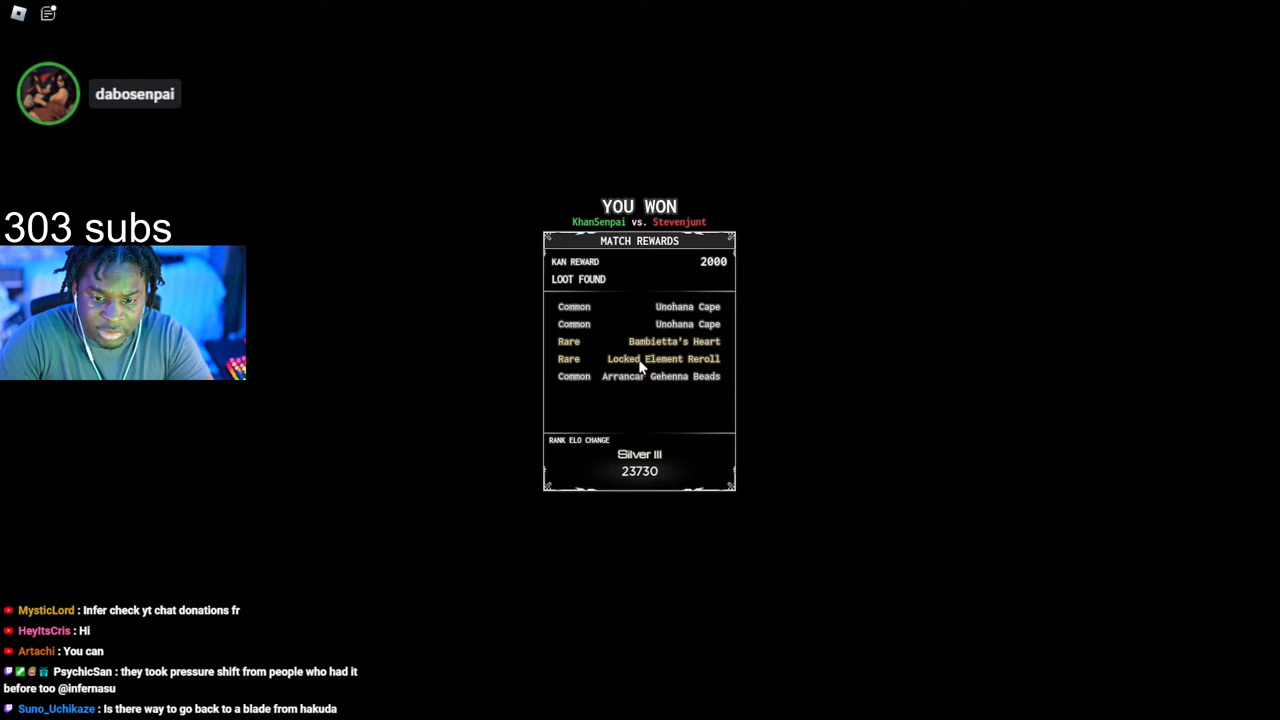 dabosenpai
303 subs
YOU WON
KhanSenpai vs. Stevenjunt
MATCH REWARDS
KAN REWARD 2000
LOOT FOUND
Common Unohana Cape
Common Unohana Cape
Rare Bambietta's Heart
Rare Locked Element Reroll
Common Arrancar Gehenna Beads
RANK ELO CHANGE
Silver III
23730
MysticLord : Infer check yt chat donations fr
HeyItsCris : Hi
Artachi : You can
PsychicSan : they took pressure shift from people who had it
before too @infernasu
Suno_Uchikaze : Is there way to go back to a blade from hakuda